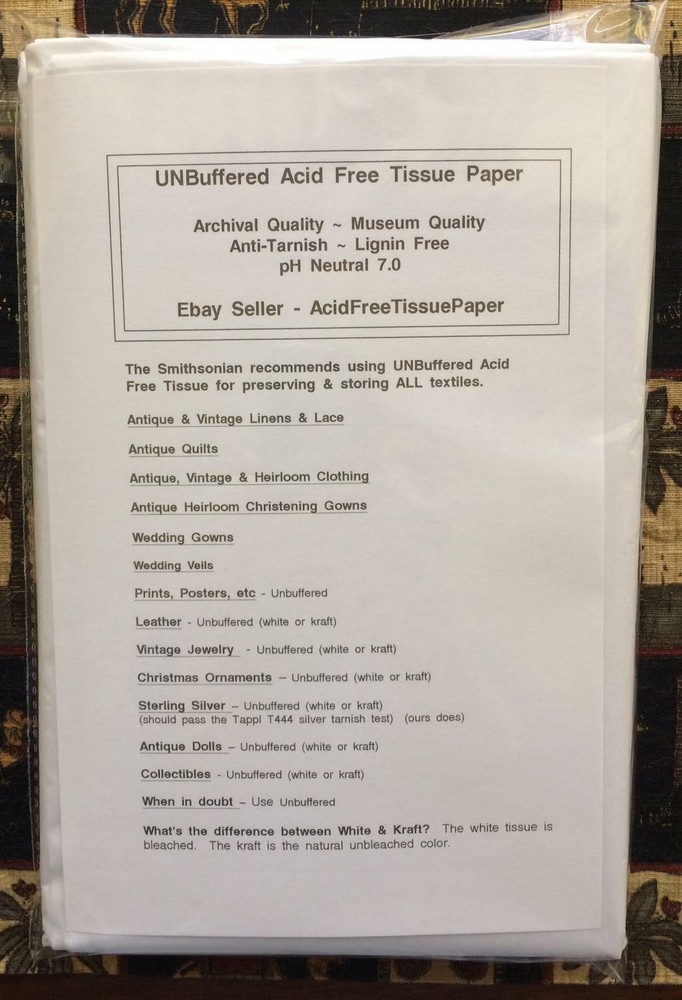 UNBuffered Acid Free Tissue Paper
Archival Quality ~ Museum Quality
Anti-Tarnish ~ Lignin Free
pH Neutral 7.0
Ebay Seller - AcidFreeTissuePaper
The Smithsonian recommends using UNBuffered Acid
Free Tissue for preserving & storing ALL textiles.
Antique & Vintage Linens & Lace
Antique Quilts
Antique, Vintage & Heirloom Clothing
Antique Heirloom Christening Gowns
Wedding Gowns
Wedding Veils
Prints, Posters, etc - Unbuffered
Leather - Unbuffered (white or kraft)
Vintage Jewelry - Unbuffered (white or kraft)
Christmas Ornaments – Unbuffered (white or kraft)
Sterling Silver – Unbuffered (white or kraft)
(should pass the TappI T444 silver tarnish test) (ours does)
Antique Dolls – Unbuffered (white or kraft)
Collectibles - Unbuffered (white or kraft)
When in doubt – Use Unbuffered
What's the difference between White & Kraft? The white tissue is
bleached. The kraft is the natural unbleached color.